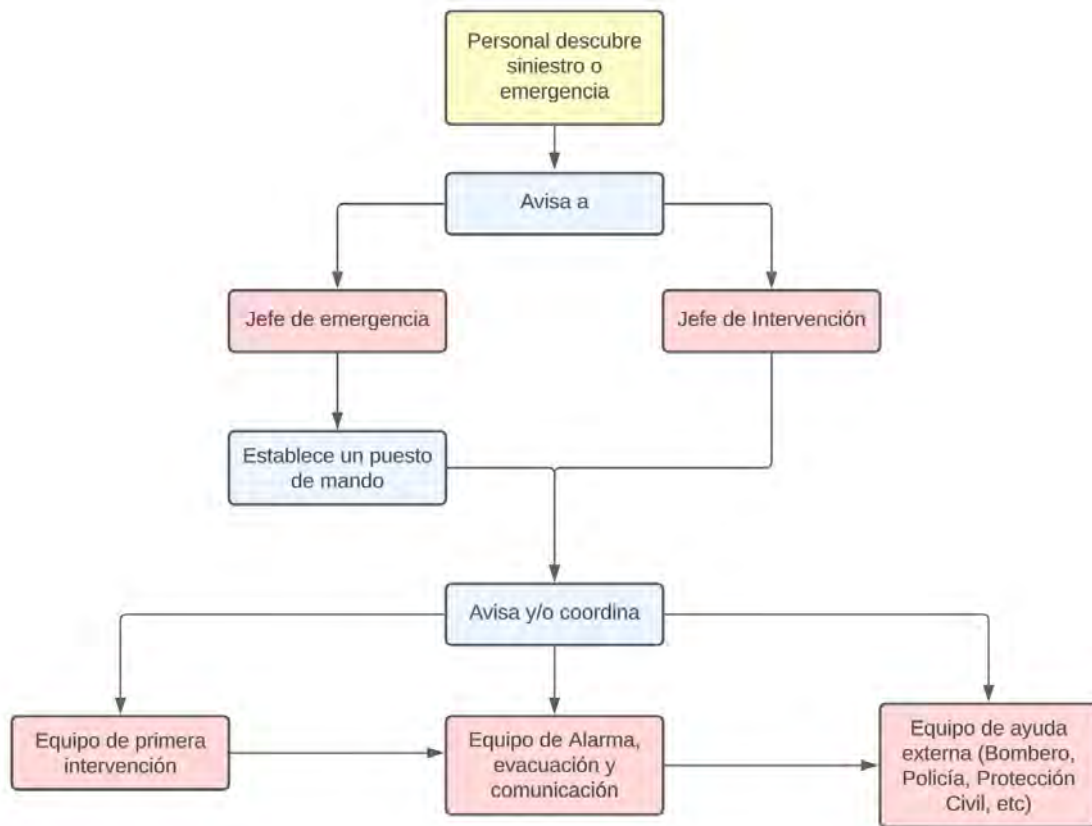 Personal descubre
siniestro o
emergencia
Avisa a
Jefe de emergencia
Jefe de Intervención
Establece un puesto
de mando
Avisa y/o coordina
Equipo de primera
intervención
Equipo de Alarma,
evacuación y
comunicación
Equipo de ayuda
externa (Bombero,
Policía, Protección
Civil, etc)